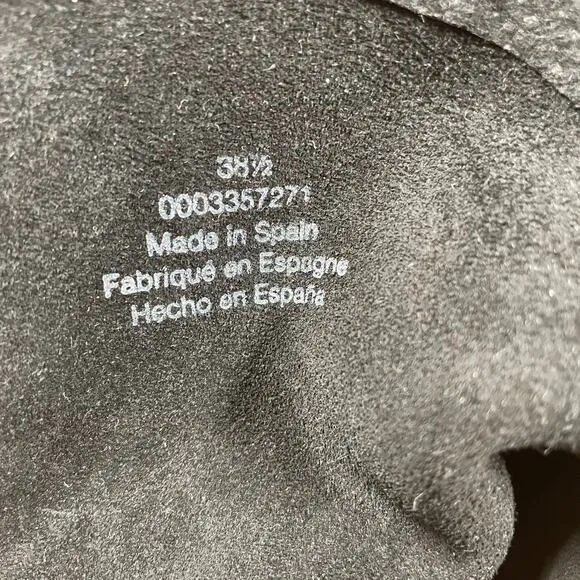 38½
0003357271
Made in Spain
Fabriqué en Espagne
Hecho en España